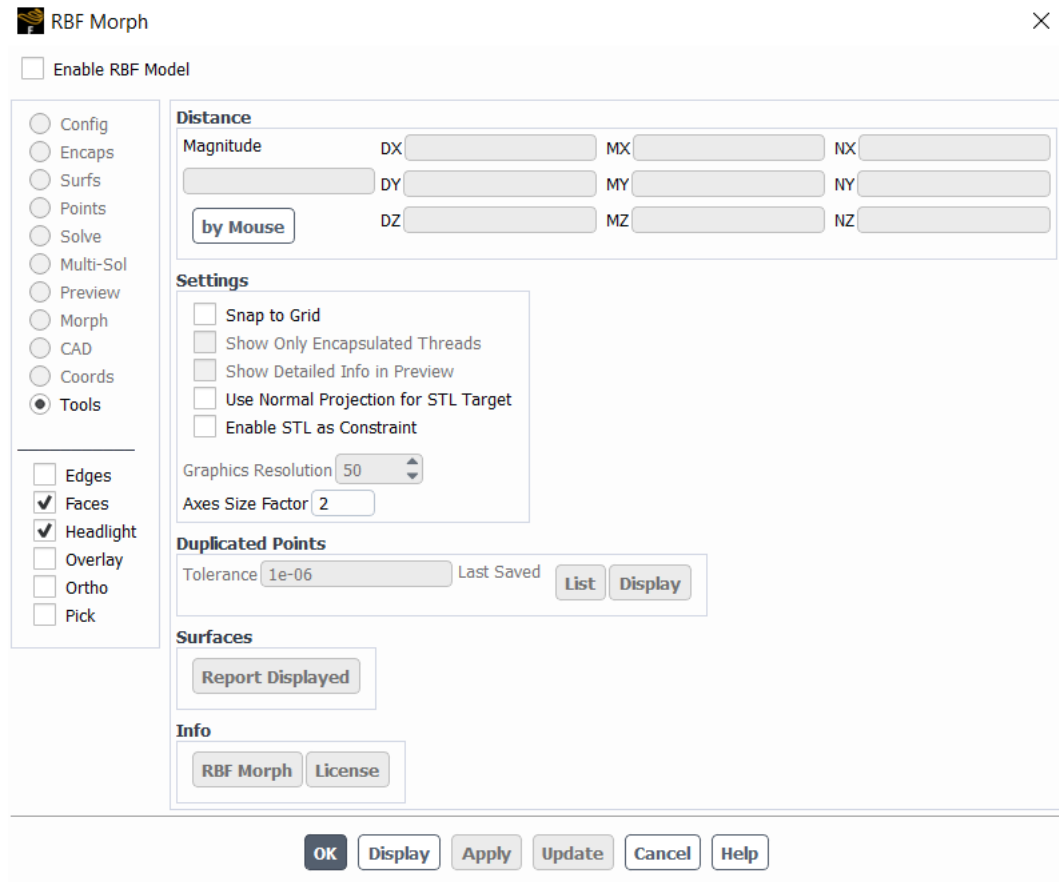 RBF Morph
Enable RBF Model
Config
Encaps
Surfs
Points
Solve
Multi-Sol
Preview
Morph
CAD
Coords
Tools
Edges
Faces
Headlight
Overlay
Ortho
Pick
Distance
Magnitude DX MX NX
DY MY NY
by Mouse DZ MZ NZ
Settings
Snap to Grid
Show Only Encapsulated Threads
Show Detailed Info in Preview
Use Normal Projection for STL Target
Enable STL as Constraint
Graphics Resolution 50
Axes Size Factor 2
Duplicated Points
Tolerance 1e-06 Last Saved List Display
Surfaces
Report Displayed
Info
RBF Morph License
OK Display Apply Update Cancel Help